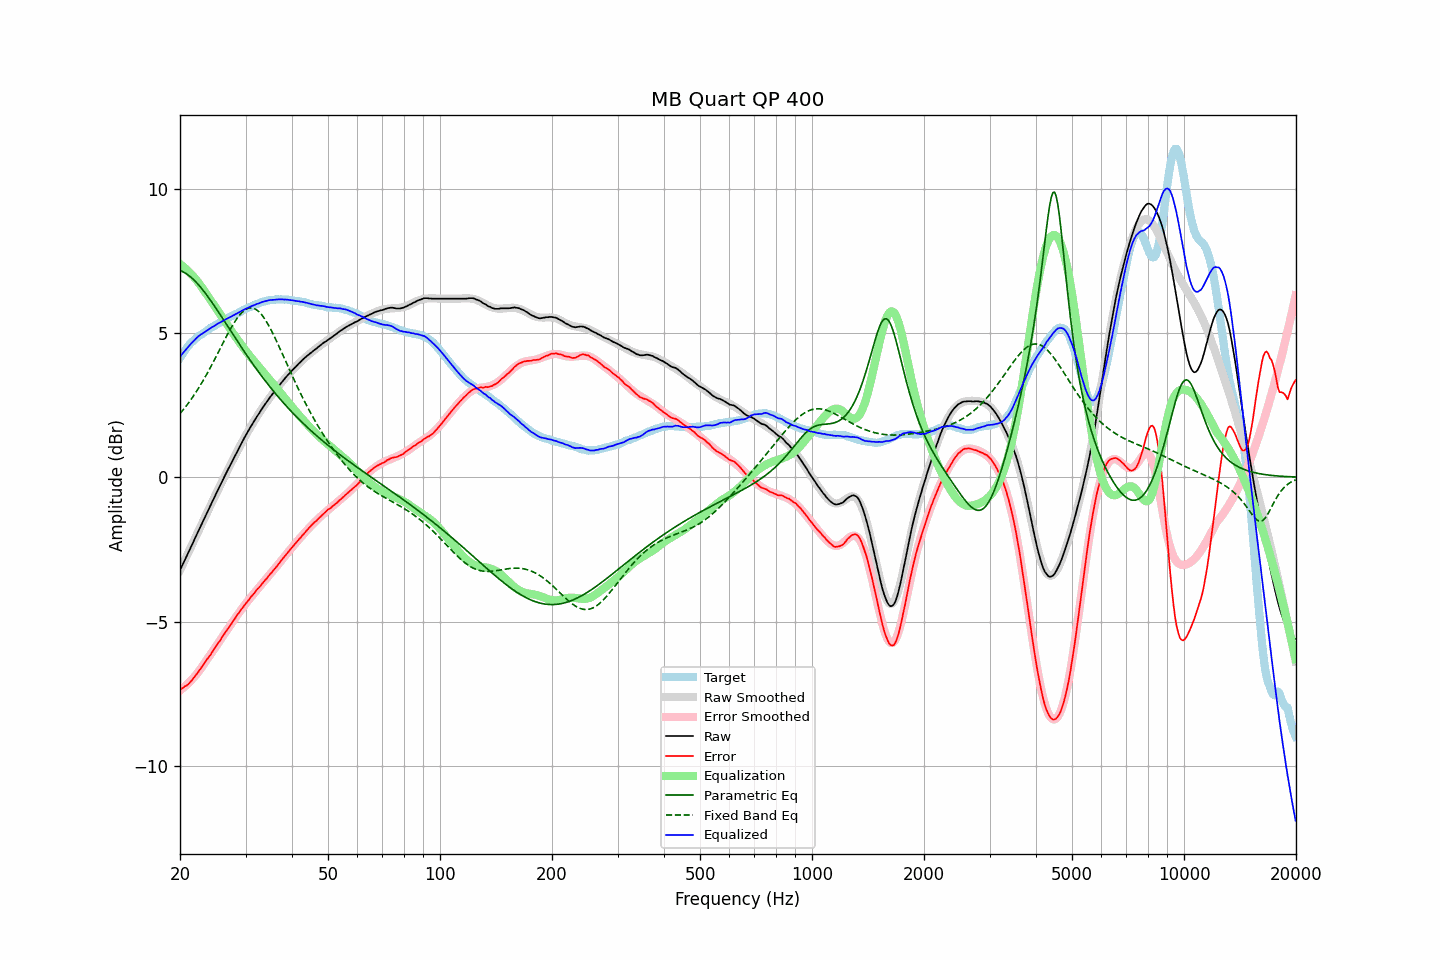 MB Quart QP 400
Amplitude (dBr)
10
5
0
−5
−10
Target
Raw Smoothed
Error Smoothed
Raw
Error
Equalization
Parametric Eq
Fixed Band Eq
Equalized
20 50 100 200 500 1000 2000 5000 10000 20000
Frequency (Hz)